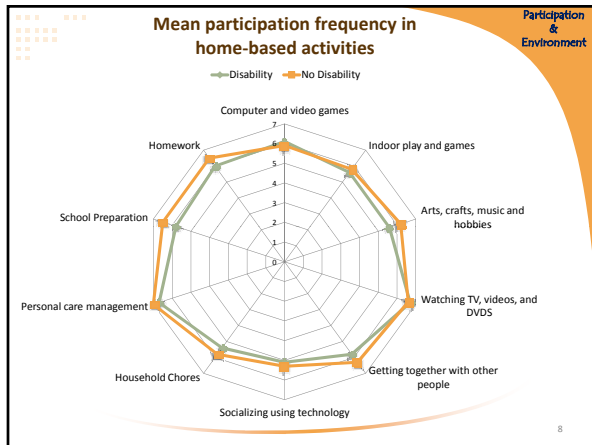 Mean participation frequency in
home-based activities
Participation
&
Environment
Disability
No Disability
Computer and video games
Indoor play and games
Arts, crafts, music and
hobbies
Watching TV, videos, and
DVDS
Getting together with other
people
Socializing using technology
Household Chores
Personal care management
School Preparation
Homework
7
6
5
4
3
2
1
0
8